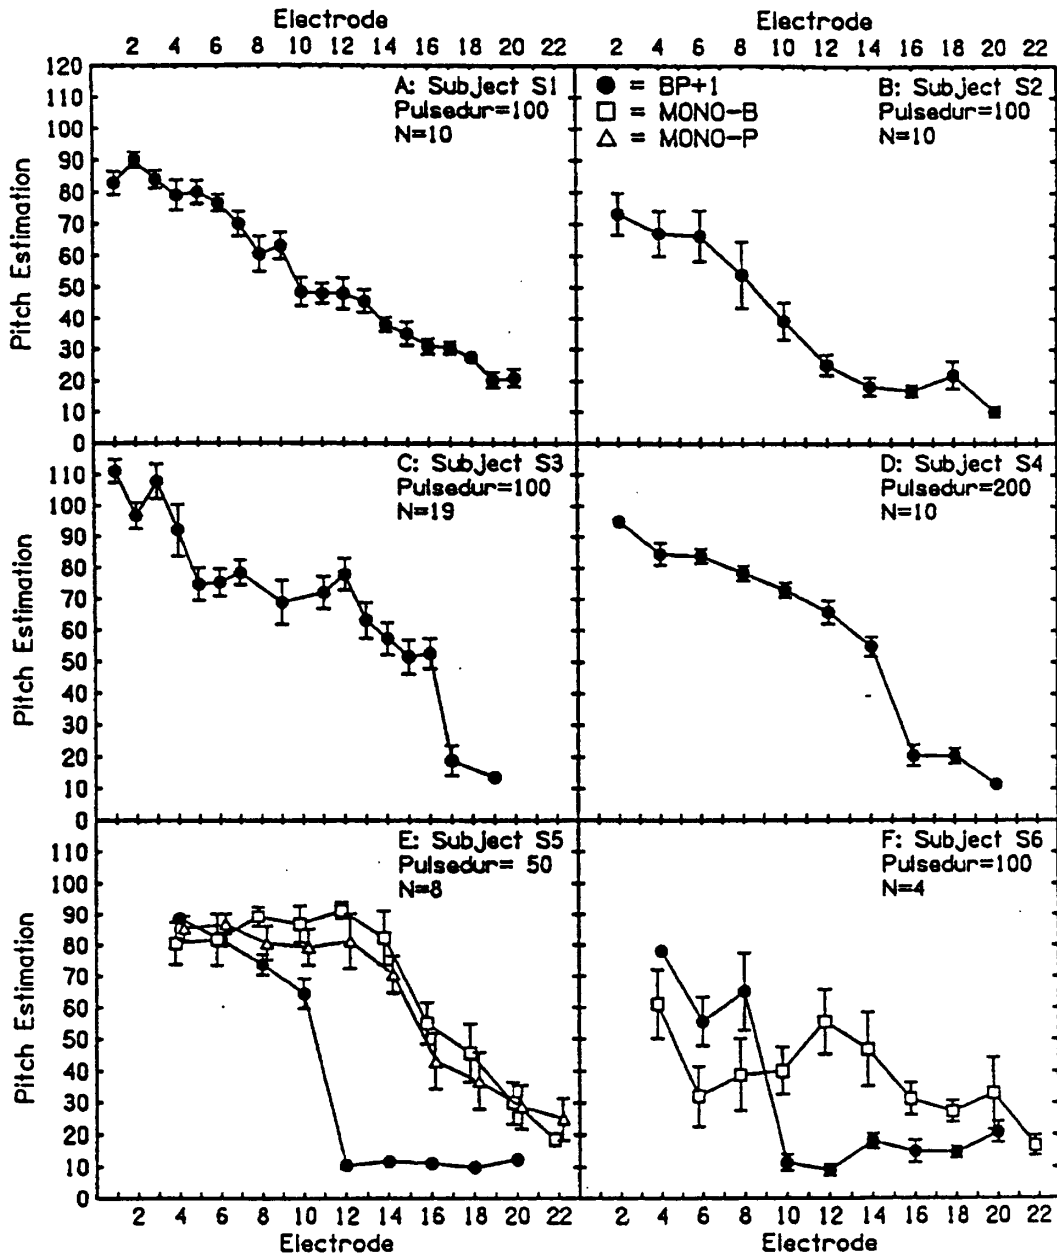 Electrode
Electrode
2 4 6 8 10 12 14 16 18 20 22
2 4 6 8 10 12 14 16 18 20 22
120
110
100
90
80
70
60
50
40
30
20
10
0
Pitch Estimation
A: Subject S1
Pulsedur=100
N=10
● = BP+1
□ = MONO-B
△ = MONO-P
B: Subject S2
Pulsedur=100
N=10
110
100
90
80
70
60
50
40
30
20
10
0
Pitch Estimation
C: Subject S3
Pulsedur=100
N=19
D: Subject S4
Pulsedur=200
N=10
110
100
90
80
70
60
50
40
30
20
10
0
Pitch Estimation
E: Subject S5
Pulsedur= 50
N=8
F: Subject S6
Pulsedur=100
N=4
2 4 6 8 10 12 14 16 18 20 22
2 4 6 8 10 12 14 16 18 20 22
Electrode
Electrode